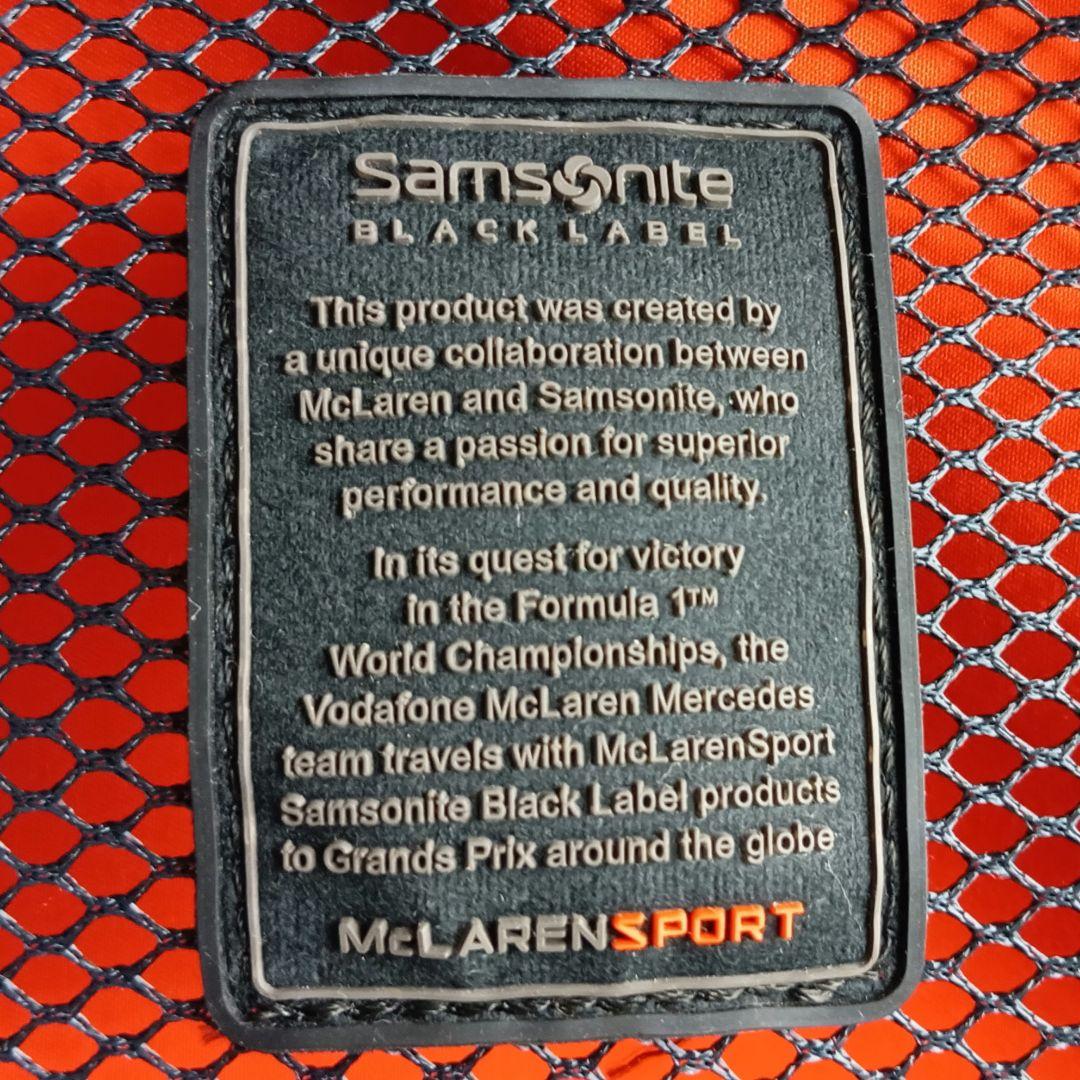 Samsonite
BLACK LABEL
This product was created by
a unique collaboration between
McLaren and Samsonite, who
share a passion for superior
performance and quality.
In its quest for victory
in the Formula 1™
World Championships, the
Vodafone McLaren Mercedes
team travels with McLarenSport
Samsonite Black Label products
to Grands Prix around the globe
McLARENSPORT